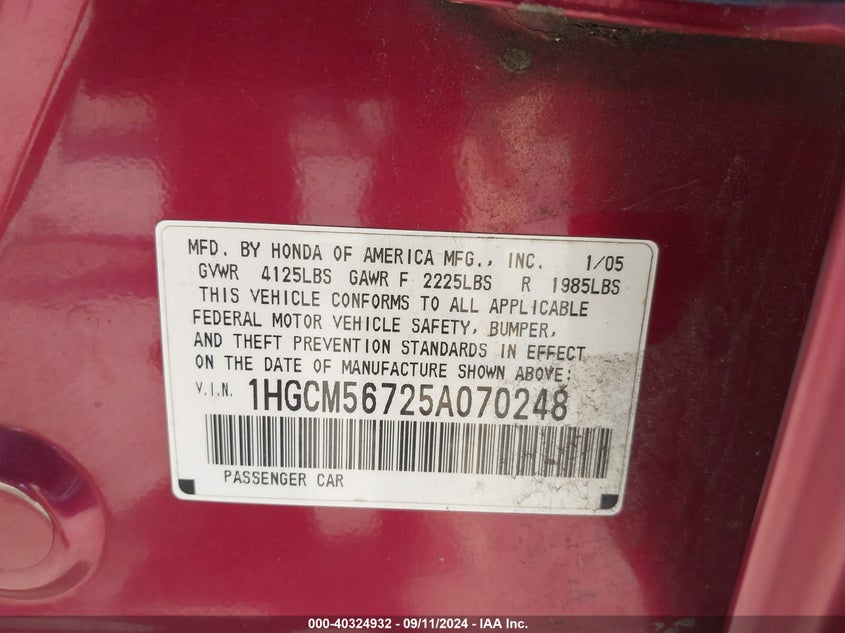 MFD. BY HONDA OF AMERICA MFG., INC. 1/05
GVWR 4125LBS GAWR F 2225LBS R 1985LBS
THIS VEHICLE CONFORMS TO ALL APPLICABLE
FEDERAL MOTOR VEHICLE SAFETY, BUMPER,
AND THEFT PREVENTION STANDARDS IN EFFECT
ON THE DATE OF MANUFACTURE SHOWN ABOVE:
V.I.N. 1HGCM56725A070248
PASSENGER CAR
000-40324932 - 09/11/2024 - IAA Inc.